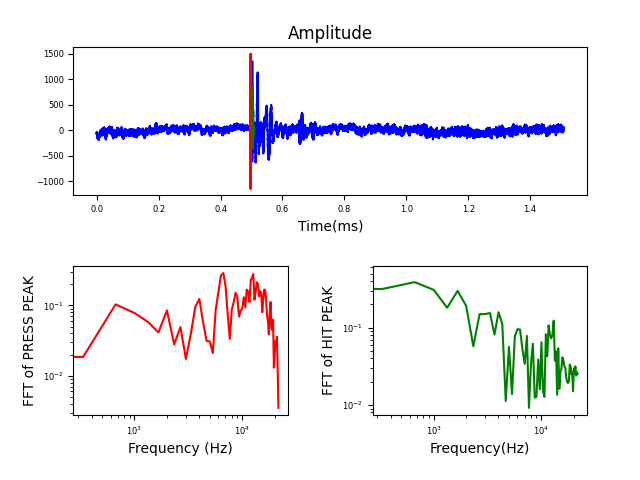 Amplitude
1500
1000
500
0
−500
−1000
0.0 0.2 0.4 0.6 0.8 1.0 1.2 1.4
Time(ms)
FFT of PRESS PEAK
10⁻¹
10⁻²
10³ 10⁴
Frequency (Hz)
FFT of HIT PEAK
10⁻¹
10⁻²
10³ 10⁴
Frequency(Hz)